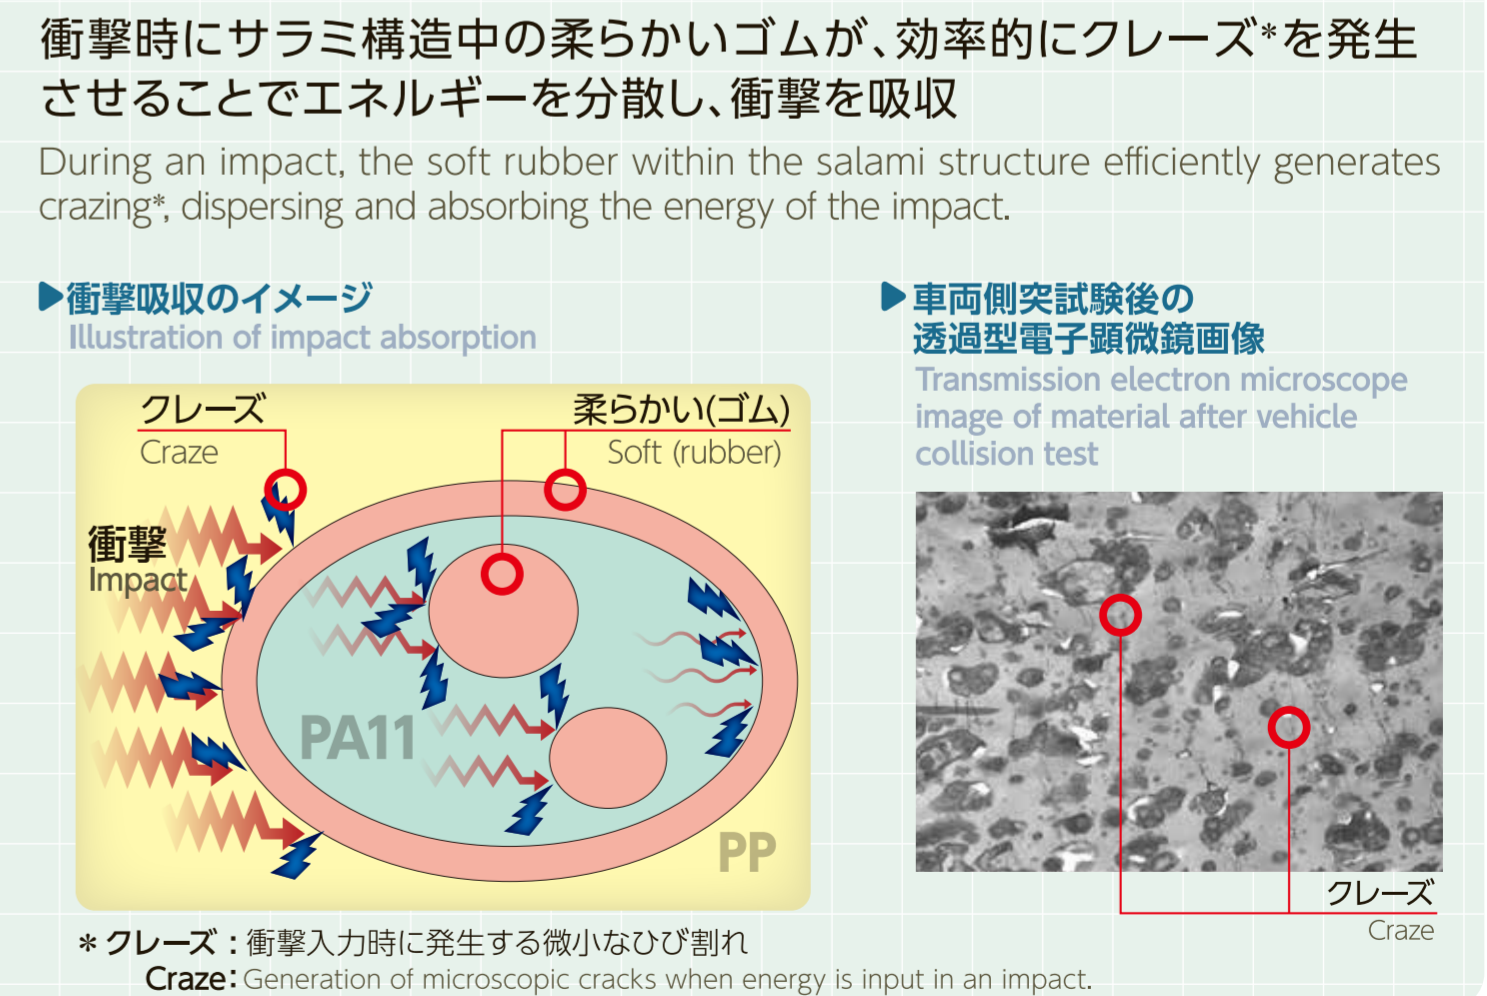 衝撃時にサラミ構造中の柔らかいゴムが、効率的にクレーズ*を発生
させることでエネルギーを分散し、衝撃を吸収
During an impact, the soft rubber within the salami structure efficiently generates
crazing*, dispersing and absorbing the energy of the impact.
▶衝撃吸収のイメージ
Illustration of impact absorption
クレーズ
Craze
柔らかい(ゴム)
Soft (rubber)
衝撃
Impact
PA11
PP
▶車両側突試験後の
透過型電子顕微鏡画像
Transmission electron microscope
image of material after vehicle
collision test
クレーズ
Craze
* クレーズ : 衝撃入力時に発生する微小なひび割れ
Craze: Generation of microscopic cracks when energy is input in an impact.